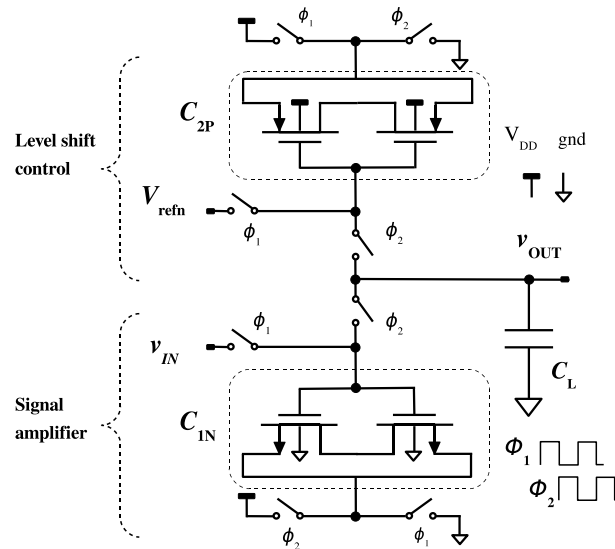 ϕ1 ϕ2
C2P
Level shift
control
VDD gnd
Vrefn
ϕ1
ϕ2
vOUT
ϕ1
ϕ2
vIN
CL
Signal
amplifier
C1N
Φ1
Φ2
ϕ2 ϕ1